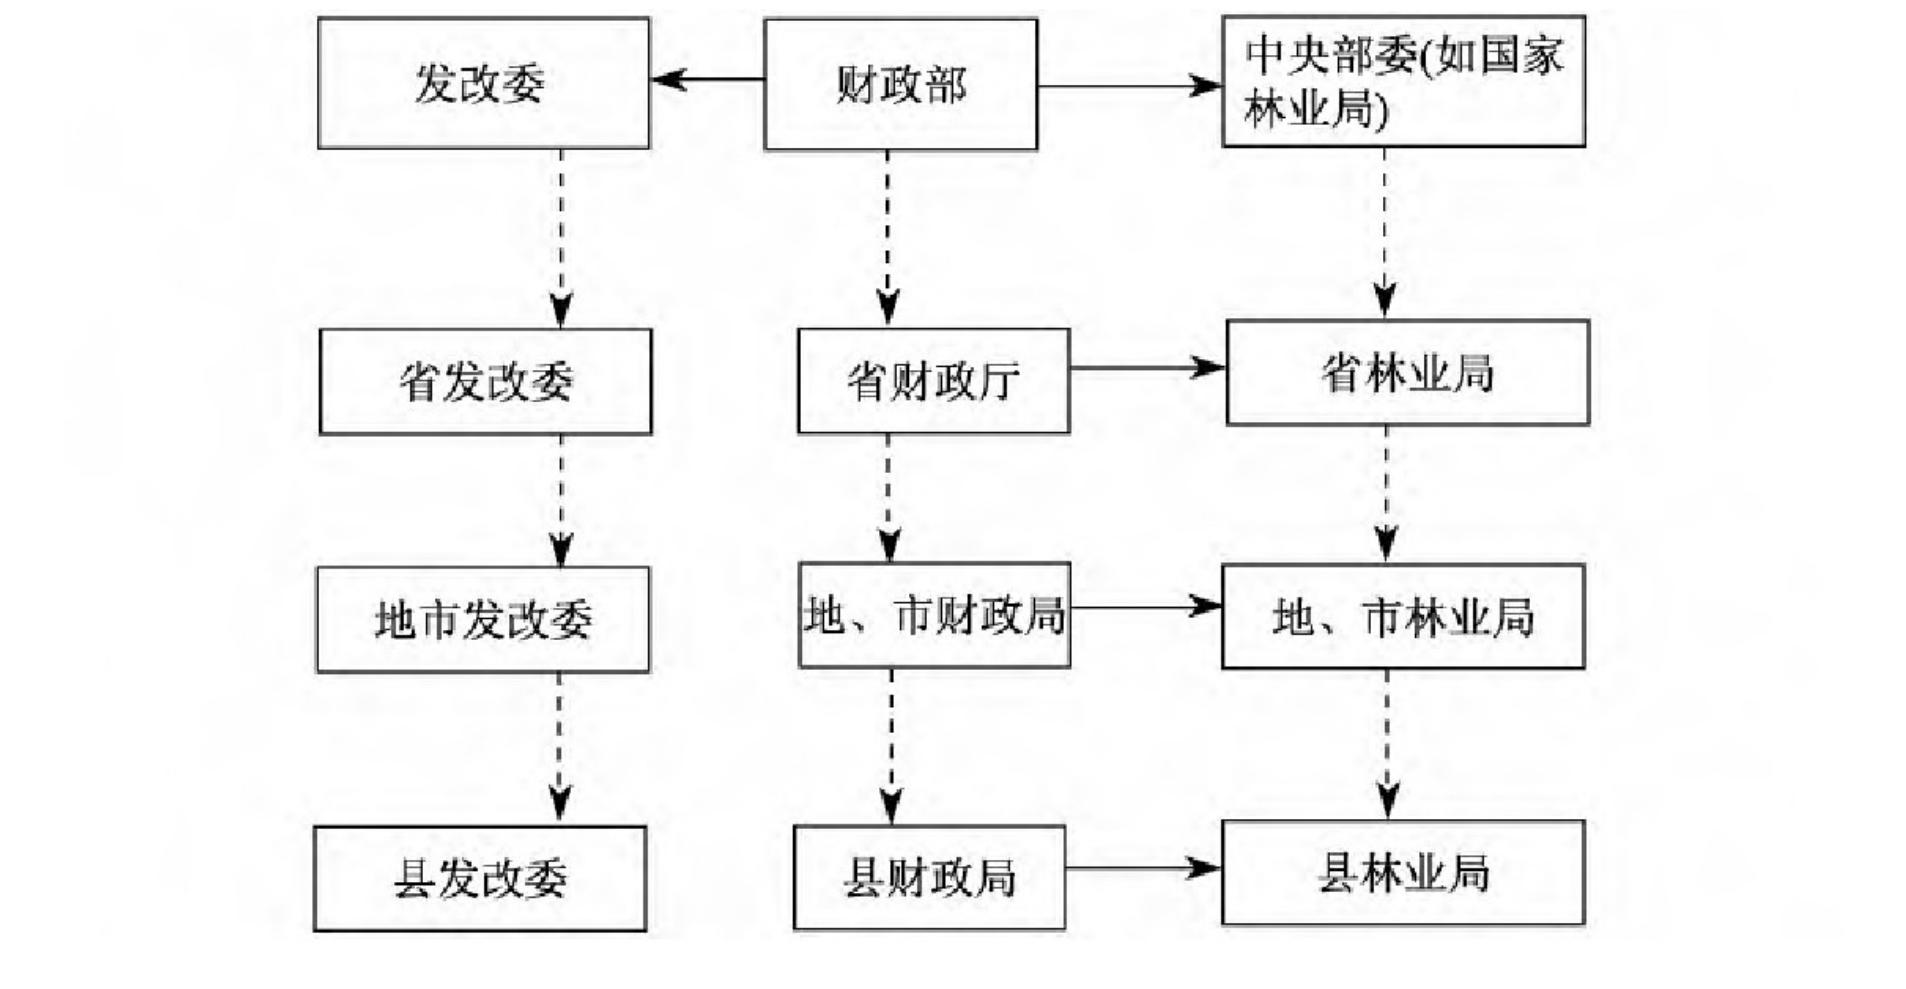 发改委
财政部
中央部委(如国家
林业局)
省发改委
省财政厅
省林业局
地市发改委
地、市财政局
地、市林业局
县发改委
县财政局
县林业局